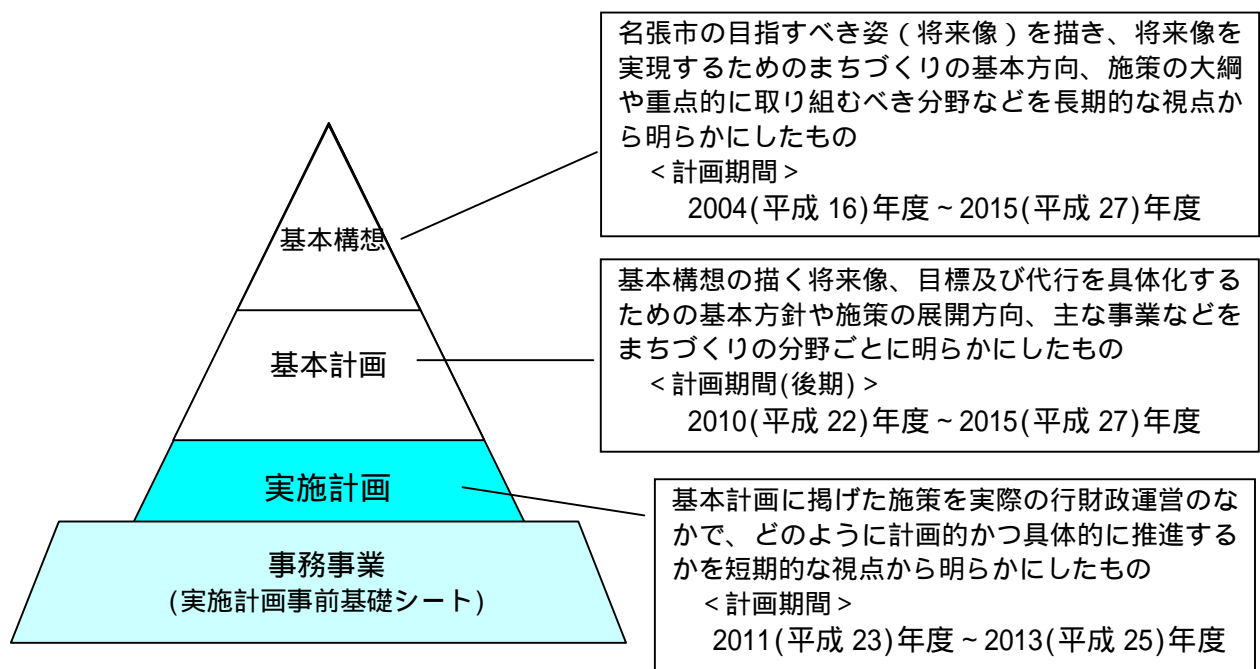 名張市の目指すべき姿(将来像)を描き、将来像を
実現するためのまちづくりの基本方向、施策の大綱
や重点的に取り組むべき分野などを長期的な視点か
ら明らかにしたもの
<計画期間>
2004(平成 16)年度~2015(平成 27)年度
基本構想
基本構想の描く将来像、目標及び代行を具体化する
ための基本方針や施策の展開方向、主な事業などを
まちづくりの分野ごとに明らかにしたもの
<計画期間(後期)>
2010(平成 22)年度~2015(平成 27)年度
基本計画
実施計画
基本計画に掲げた施策を実際の行財政運営のな
かで、どのように計画的かつ具体的に推進する
かを短期的な視点から明らかにしたもの
<計画期間>
2011(平成 23)年度~2013(平成 25)年度
事務事業
(実施計画事前基礎シート)